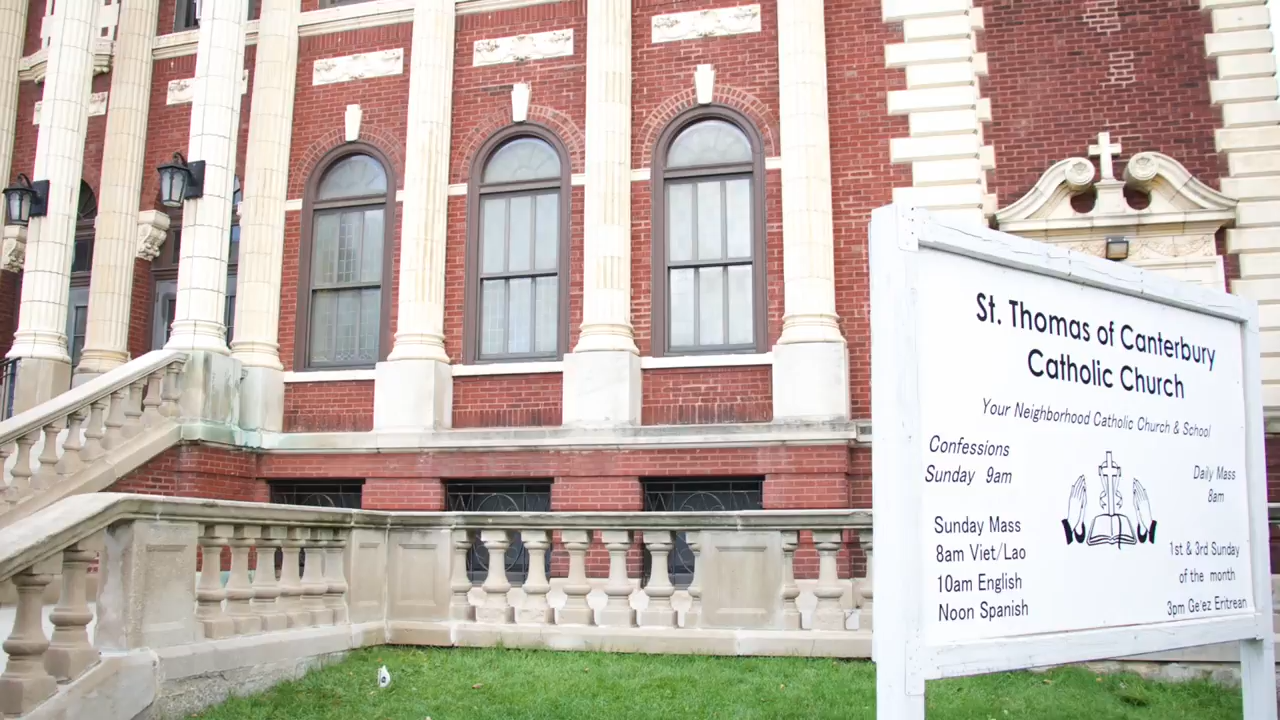 St. Thomas of Canterbury
Catholic Church
Your Neighborhood Catholic Church & School
Confessions
Sunday 9am
Daily Mass
8am
Sunday Mass
8am Viet/Lao
10am English
Noon Spanish
1st & 3rd Sunday
of the month
3pm Ge'ez Eritrean